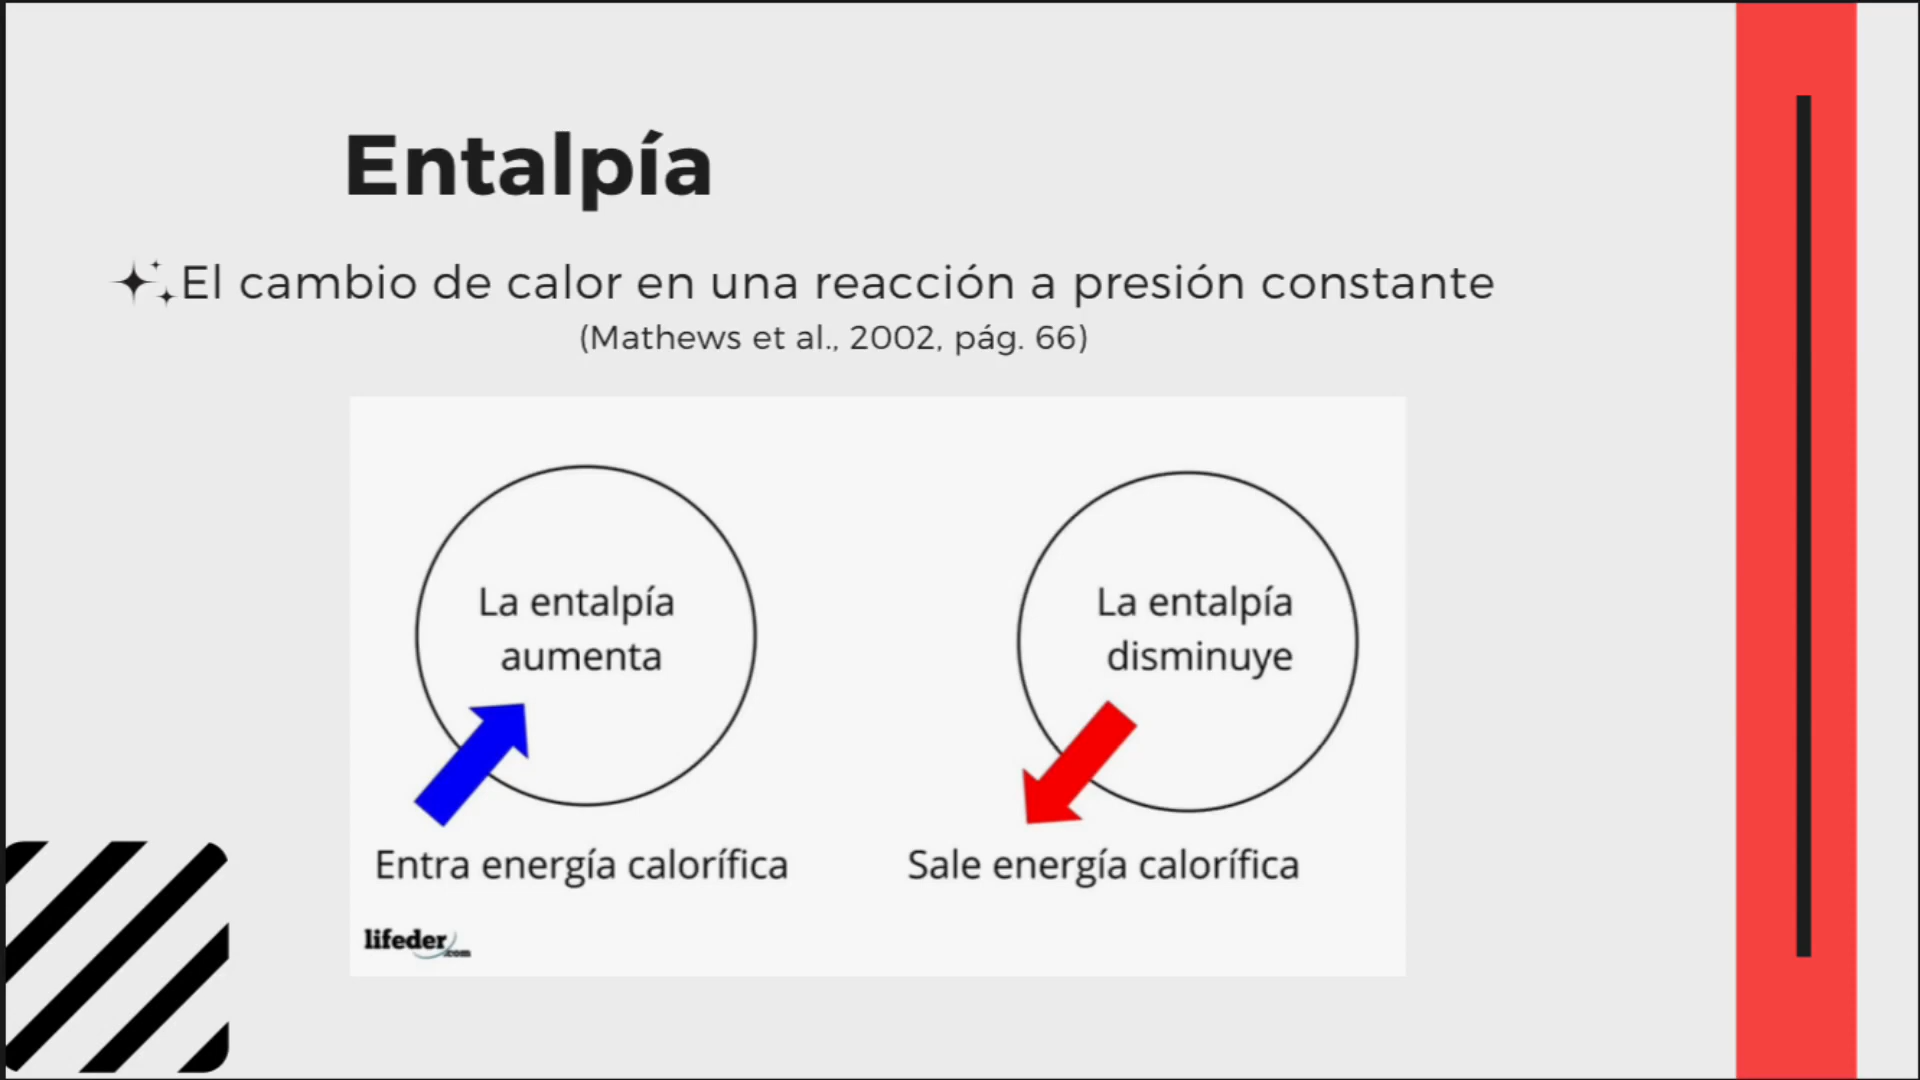 Entalpía
El cambio de calor en una reacción a presión constante
(Mathews et al., 2002, pág. 66)
La entalpía
aumenta
La entalpía
disminuye
Entra energía calorífica
Sale energía calorífica
lifeder.com